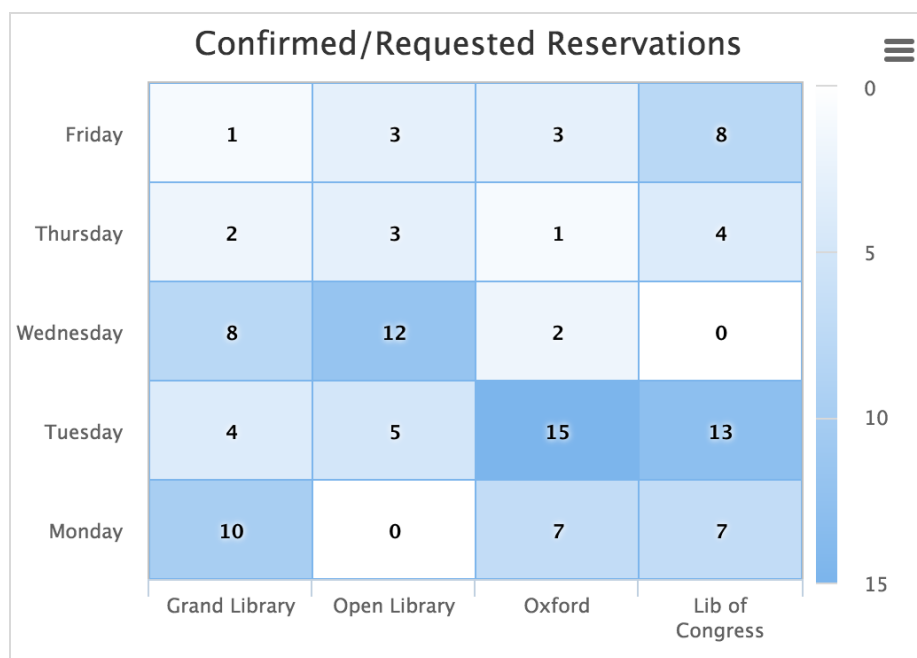 Confirmed/Requested Reservations
0
Friday 1 3 3 8
Thursday 2 3 1 4
5
Wednesday 8 12 2 0
10
Tuesday 4 5 15 13
Monday 10 0 7 7
15
Grand Library Open Library Oxford Lib of
Congress